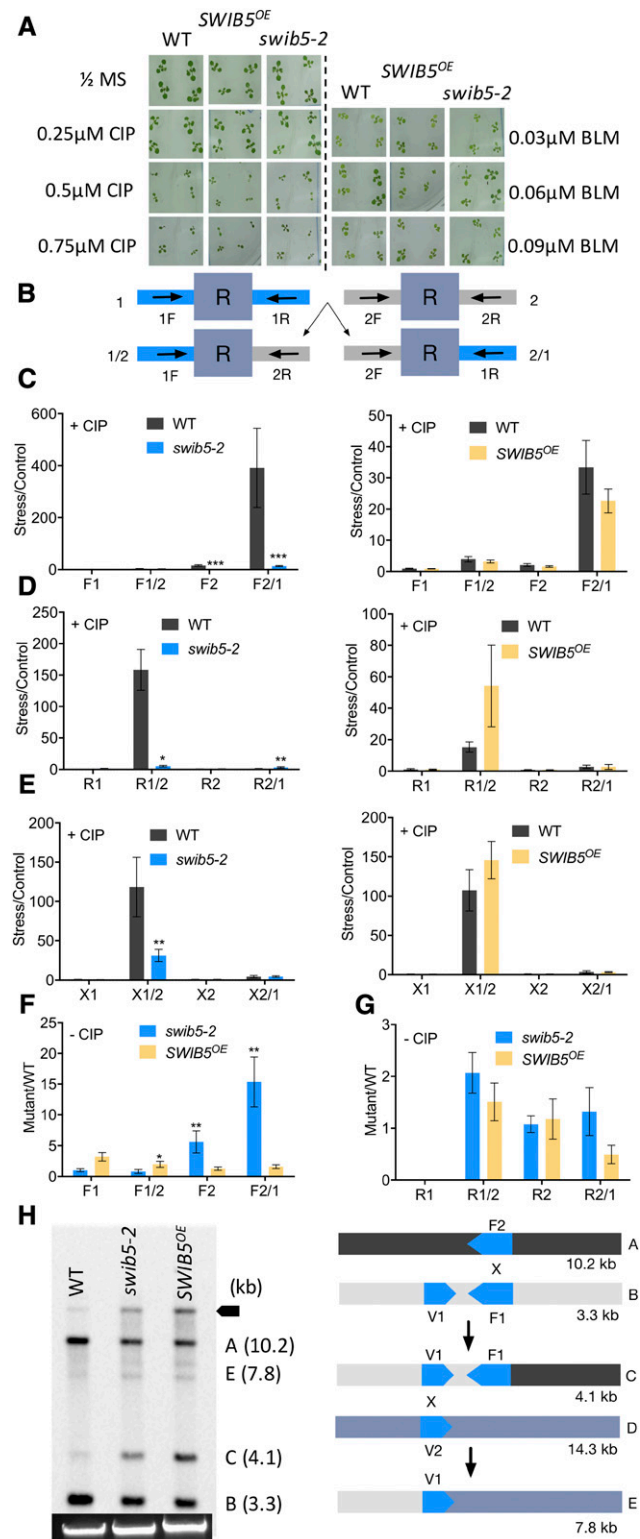 A
SWIB5OE
WT swib5-2
½ MS
0.25µM CIP
0.5µM CIP
0.75µM CIP
SWIB5OE
WT swib5-2
0.03µM BLM
0.06µM BLM
0.09µM BLM
B
1 R 1F 1R
R 2F 2R 2
1/2 R 1F 2R
R 2F 1R 2/1
C
+ CIP
WT
swib5-2
Stress/Control
600
400
200
0
F1 F1/2 F2 F2/1
*** ***
+ CIP
WT
SWIB5OE
Stress/Control
50
40
30
20
10
0
F1 F1/2 F2 F2/1
D
+ CIP
WT
swib5-2
Stress/Control
200
150
100
50
0
R1 R1/2 R2 R2/1
* **
+ CIP
WT
SWIB5OE
Stress/Control
100
80
60
40
20
0
R1 R1/2 R2 R2/1
E
+ CIP
WT
swib5-2
Stress/Control
200
150
100
50
0
X1 X1/2 X2 X2/1
**
+ CIP
WT
SWIB5OE
Stress/Control
200
150
100
50
0
X1 X1/2 X2 X2/1
F
- CIP
swib5-2
SWIB5OE
Mutant/WT
25
20
15
10
5
0
F1 F1/2 F2 F2/1
* ** **
G
- CIP
swib5-2
SWIB5OE
Mutant/WT
3
2
1
0
R1 R1/2 R2 R2/1
H
WT swib5-2 SWIB5OE
(kb)
A (10.2)
E (7.8)
C (4.1)
B (3.3)
F2
A
X 10.2 kb
B
V1 F1 3.3 kb
V1 F1
C
X 4.1 kb
D
V2 14.3 kb
V1
E
7.8 kb